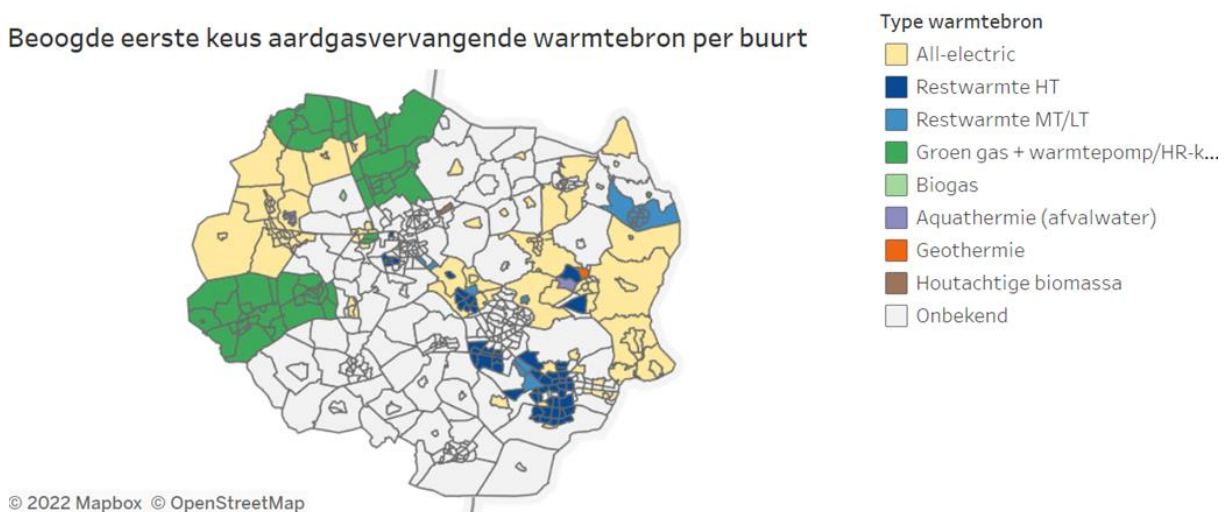 Beoogde eerste keus aardgasvervangende warmtebron per buurt
Type warmtebron
All-electric
Restwarmte HT
Restwarmte MT/LT
Groen gas + warmtepomp/HR-k...
Biogas
Aquathermie (afvalwater)
Geothermie
Houtachtige biomassa
Onbekend
© 2022 Mapbox © OpenStreetMap